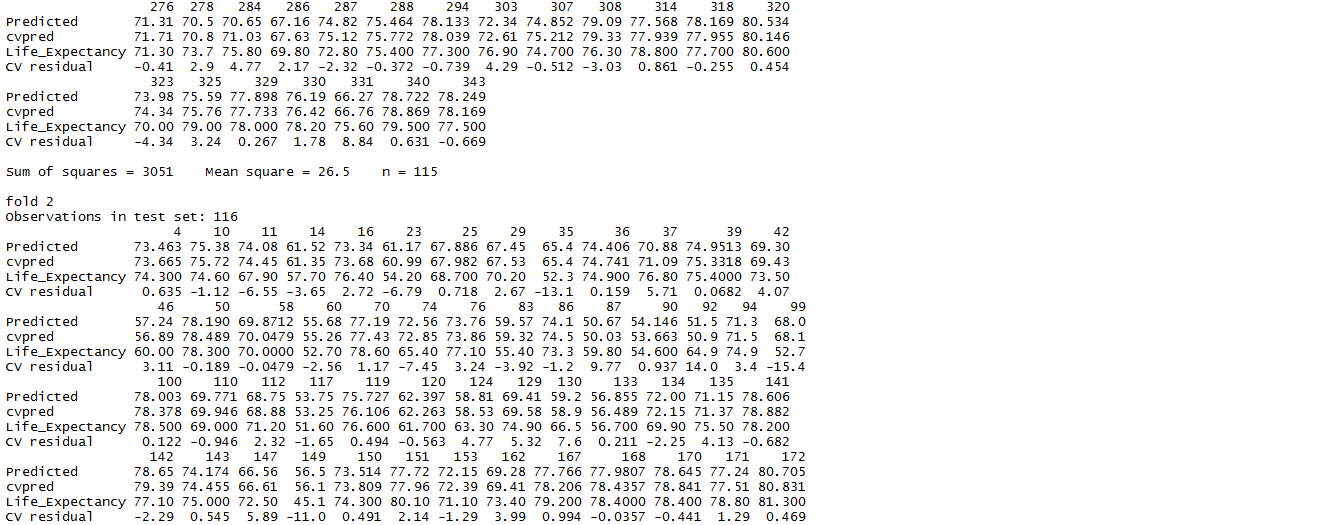 276 278 284 286 287 288 294 303 307 308 314 318 320
Predicted 71.31 70.5 70.65 67.16 74.82 75.464 78.133 72.34 74.852 79.09 77.568 78.169 80.534
cvpred 71.71 70.8 71.03 67.63 75.12 75.772 78.039 72.61 75.212 79.33 77.939 77.955 80.146
Life_Expectancy 71.30 73.7 75.80 69.80 72.80 75.400 77.300 76.90 74.700 76.30 78.800 77.700 80.600
CV residual -0.41 2.9 4.77 2.17 -2.32 -0.372 -0.739 4.29 -0.512 -3.03 0.861 -0.255 0.454
323 325 329 330 331 340 343
Predicted 73.98 75.59 77.898 76.19 66.27 78.722 78.249
cvpred 74.34 75.76 77.733 76.42 66.76 78.869 78.169
Life_Expectancy 70.00 79.00 78.000 78.20 75.60 79.500 77.500
CV residual -4.34 3.24 0.267 1.78 8.84 0.631 -0.669
Sum of squares = 3051 Mean square = 26.5 n = 115
fold 2
Observations in test set: 116
4 10 11 14 16 23 25 29 35 36 37 39 42
Predicted 73.463 75.38 74.08 61.52 73.34 61.17 67.886 67.45 65.4 74.406 70.88 74.9513 69.30
cvpred 73.665 75.72 74.45 61.35 73.68 60.99 67.982 67.53 65.4 74.741 71.09 75.3318 69.43
Life_Expectancy 74.300 74.60 67.90 57.70 76.40 54.20 68.700 70.20 52.3 74.900 76.80 75.4000 73.50
CV residual 0.635 -1.12 -6.55 -3.65 2.72 -6.79 0.718 2.67 -13.1 0.159 5.71 0.0682 4.07
46 50 58 60 70 74 76 83 86 87 90 92 94 99
Predicted 57.24 78.190 69.8712 55.68 77.19 72.56 73.76 59.57 74.1 50.67 54.146 51.5 71.3 68.0
cvpred 56.89 78.489 70.0479 55.26 77.43 72.85 73.86 59.32 74.5 50.03 53.663 50.9 71.5 68.1
Life_Expectancy 60.00 78.300 70.0000 52.70 78.60 65.40 77.10 55.40 73.3 59.80 54.600 64.9 74.9 52.7
CV residual 3.11 -0.189 -0.0479 -2.56 1.17 -7.45 3.24 -3.92 -1.2 9.77 0.937 14.0 3.4 -15.4
100 110 112 117 119 120 124 129 130 133 134 135 141
Predicted 78.003 69.771 68.75 53.75 75.727 62.397 58.81 69.41 59.2 56.855 72.00 71.15 78.606
cvpred 78.378 69.946 68.88 53.25 76.106 62.263 58.53 69.58 58.9 56.489 72.15 71.37 78.882
Life_Expectancy 78.500 69.000 71.20 51.60 76.600 61.700 63.30 74.90 66.5 56.700 69.90 75.50 78.200
CV residual 0.122 -0.946 2.32 -1.65 0.494 -0.563 4.77 5.32 7.6 0.211 -2.25 4.13 -0.682
142 143 147 149 150 151 153 162 167 168 170 171 172
Predicted 78.65 74.174 66.56 56.5 73.514 77.72 72.15 69.28 77.766 77.9807 78.645 77.24 80.705
cvpred 79.39 74.455 66.61 56.1 73.809 77.96 72.39 69.41 78.206 78.4357 78.841 77.51 80.831
Life_Expectancy 77.10 75.000 72.50 45.1 74.300 80.10 71.10 73.40 79.200 78.4000 78.400 78.80 81.300
CV residual -2.29 0.545 5.89 -11.0 0.491 2.14 -1.29 3.99 0.994 -0.0357 -0.441 1.29 0.469